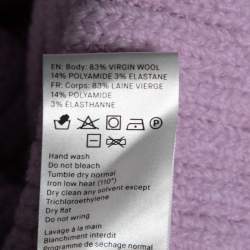 EN: Body: 83% VIRGIN WOOL
14% POLYAMIDE 3% ELASTANE
FR: Corps: 83% LAINE VIERGE
14% POLYAMIDE
3% ÉLASTHANNE
Hand wash
Do not bleach
Tumble dry normal
Iron low heat (110°)
Dry clean any solvent except
Trichloroethylene
Dry flat
Do not wring
Lavage à la main
Blanchiment interdit
Programme de séchage normal